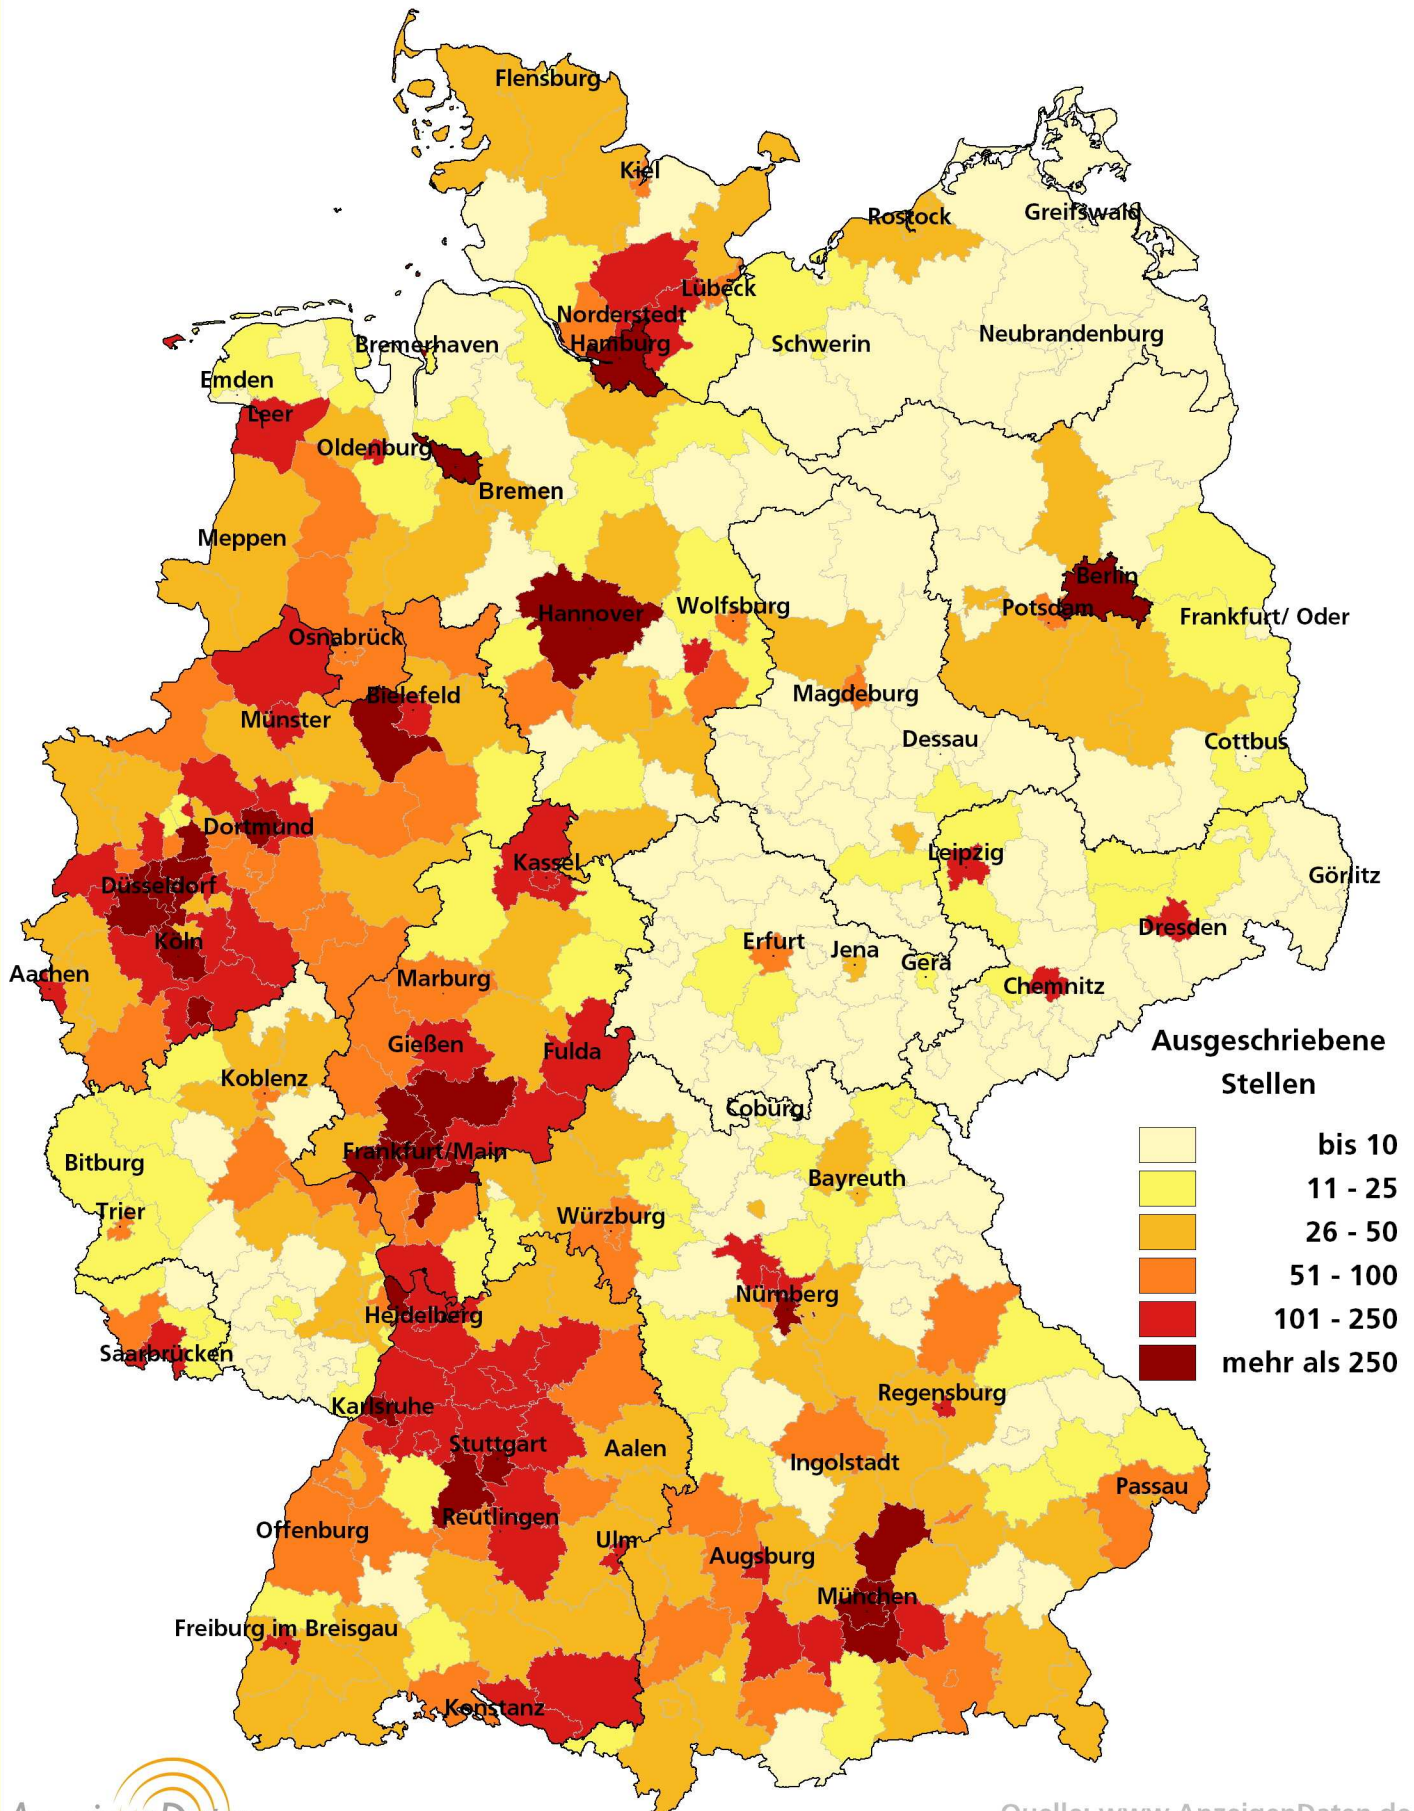 Flensburg
Kiel
Rostock
Greifswald
Lübeck
Norderstedt
Hamburg
Schwerin
Neubrandenburg
Bremerhaven
Emden
Leer
Oldenburg
Bremen
Meppen
Berlin
Hannover
Wolfsburg
Potsdam
Frankfurt/ Oder
Osnabrück
Bielefeld
Magdeburg
Münster
Dessau
Cottbus
Dortmund
Kassel
Leipzig
Düsseldorf
Görlitz
Dresden
Köln
Erfurt
Jena
Gera
Aachen
Marburg
Chemnitz
Gießen
Fulda
Ausgeschriebene
Stellen
Koblenz
Coburg
bis 10
Frankfurt/Main
Bitburg
Bayreuth
11 - 25
Trier
Würzburg
26 - 50
51 - 100
Nürnberg
Heidelberg
101 - 250
Saarbrücken
mehr als 250
Regensburg
Karlsruhe
Stuttgart
Aalen
Ingolstadt
Passau
Reutlingen
Offenburg
Ulm
Augsburg
München
Freiburg im Breisgau
Konstanz
Quelle: www.AnzeigenDaten.de